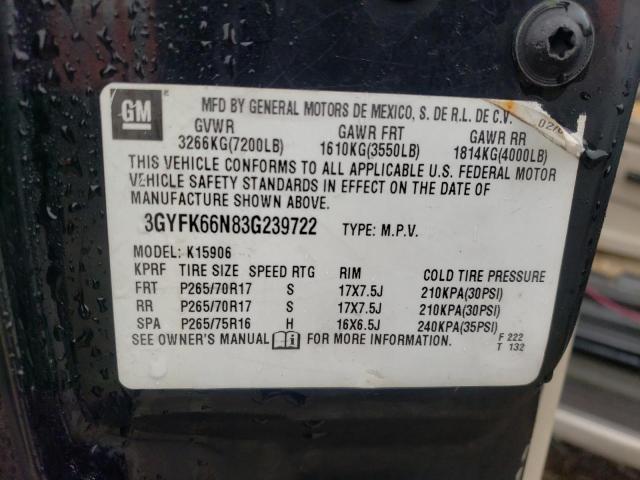 GM
MFD BY GENERAL MOTORS DE MEXICO, S. DE R.L. DE C.V.
GVWR GAWR FRT GAWR RR
3266KG(7200LB) 1610KG(3550LB) 1814KG(4000LB)
THIS VEHICLE CONFORMS TO ALL APPLICABLE U.S. FEDERAL MOTOR
VEHICLE SAFETY STANDARDS IN EFFECT ON THE DATE OF
MANUFACTURE SHOWN ABOVE.
3GYFK66N83G239722 TYPE: M.P.V.
MODEL: K15906
KPRF TIRE SIZE SPEED RTG RIM COLD TIRE PRESSURE
FRT P265/70R17 S 17X7.5J 210KPA(30PSI)
RR P265/70R17 S 17X7.5J 210KPA(30PSI)
SPA P265/75R16 H 16X6.5J 240KPA(35PSI)
SEE OWNER'S MANUAL FOR MORE INFORMATION.
F 222
T 132